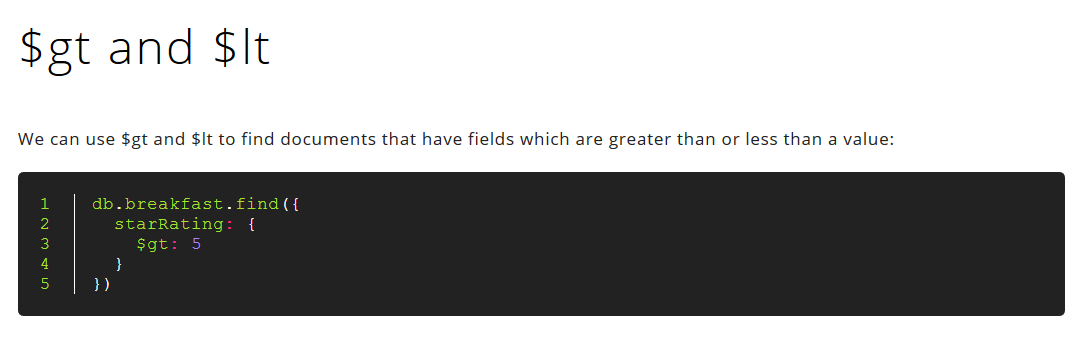 $gt and $lt
We can use $gt and $lt to find documents that have fields which are greater than or less than a value:
1 db.breakfast.find({
2   starRating: {
3     $gt: 5
4   }
5 })